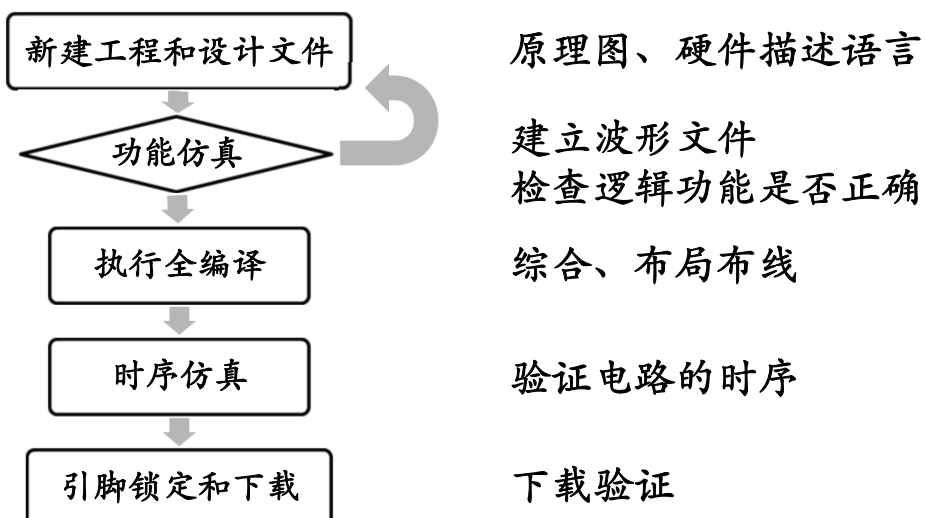 新建工程和设计文件
原理图、硬件描述语言
功能仿真
建立波形文件
检查逻辑功能是否正确
执行全编译
综合、布局布线
时序仿真
验证电路的时序
引脚锁定和下载
下载验证